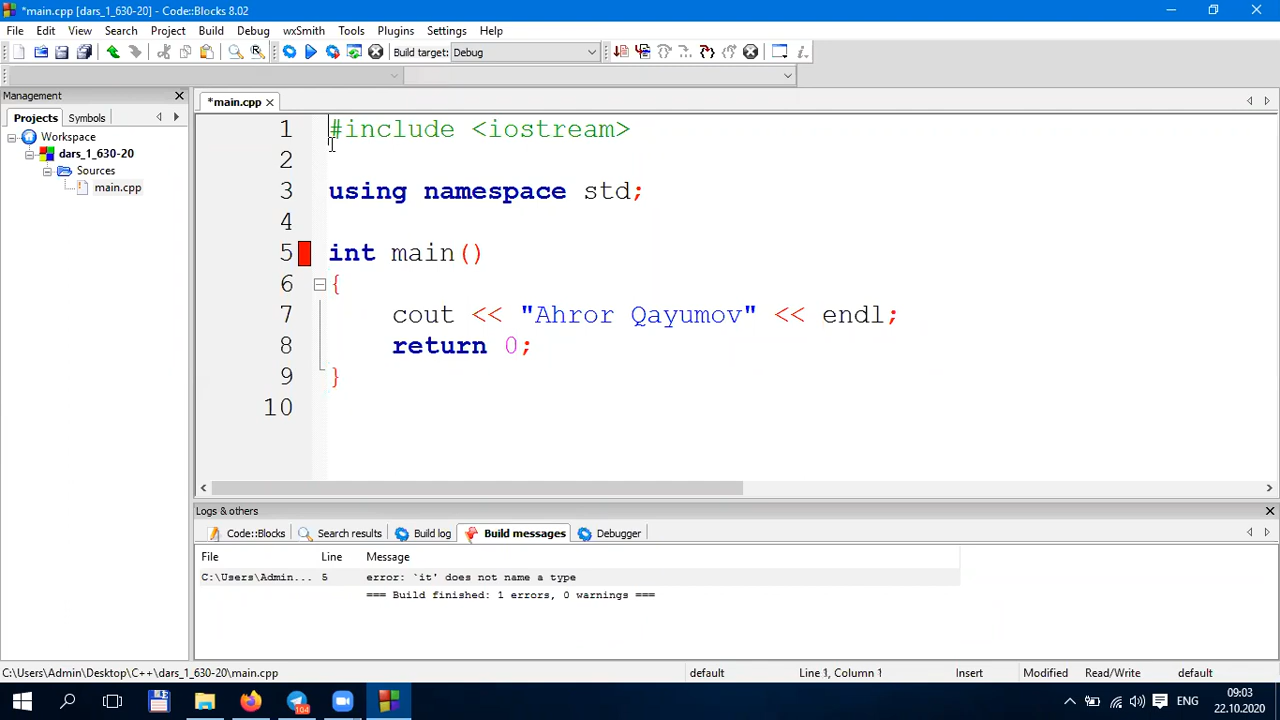 *main.cpp [dars_1_630-20] - Code::Blocks 8.02
File Edit View Search Project Build Debug wxSmith Tools Plugins Settings Help
Build target: Debug
Management
Projects Symbols
Workspace
dars_1_630-20
Sources
main.cpp
*main.cpp
1 #include <iostream>
2
3 using namespace std;
4
5 int main()
6 {
7 cout << "Ahror Qayumov" << endl;
8 return 0;
9 }
10
Logs & others
Code::Blocks Search results Build log Build messages Debugger
File Line Message
C:\Users\Admin... 5 error: `it' does not name a type
=== Build finished: 1 errors, 0 warnings ===
C:\Users\Admin\Desktop\C++\dars_1_630-20\main.cpp default Line 1, Column 1 Insert Modified Read/Write default
104 ENG 09:03
22.10.2020